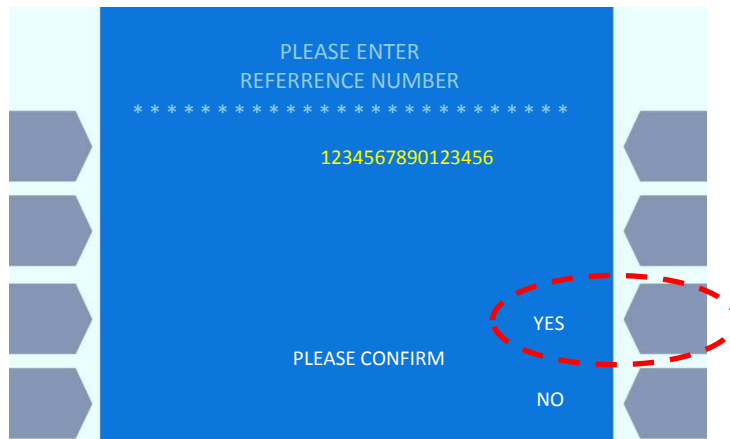 PLEASE ENTER
REFERRENCE NUMBER
* * * * * * * * * * * * * * * * * * * * * * * * * *
1234567890123456
YES
PLEASE CONFIRM
NO